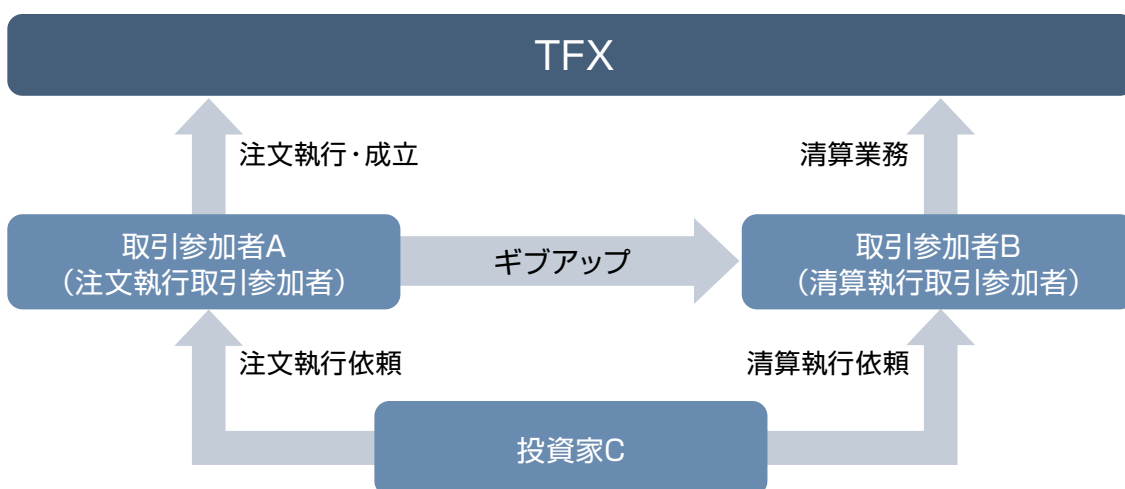 TFX
注文執行・成立
清算業務
取引参加者A
（注文執行取引参加者）
ギブアップ
取引参加者B
（清算執行取引参加者）
注文執行依頼
清算執行依頼
投資家C